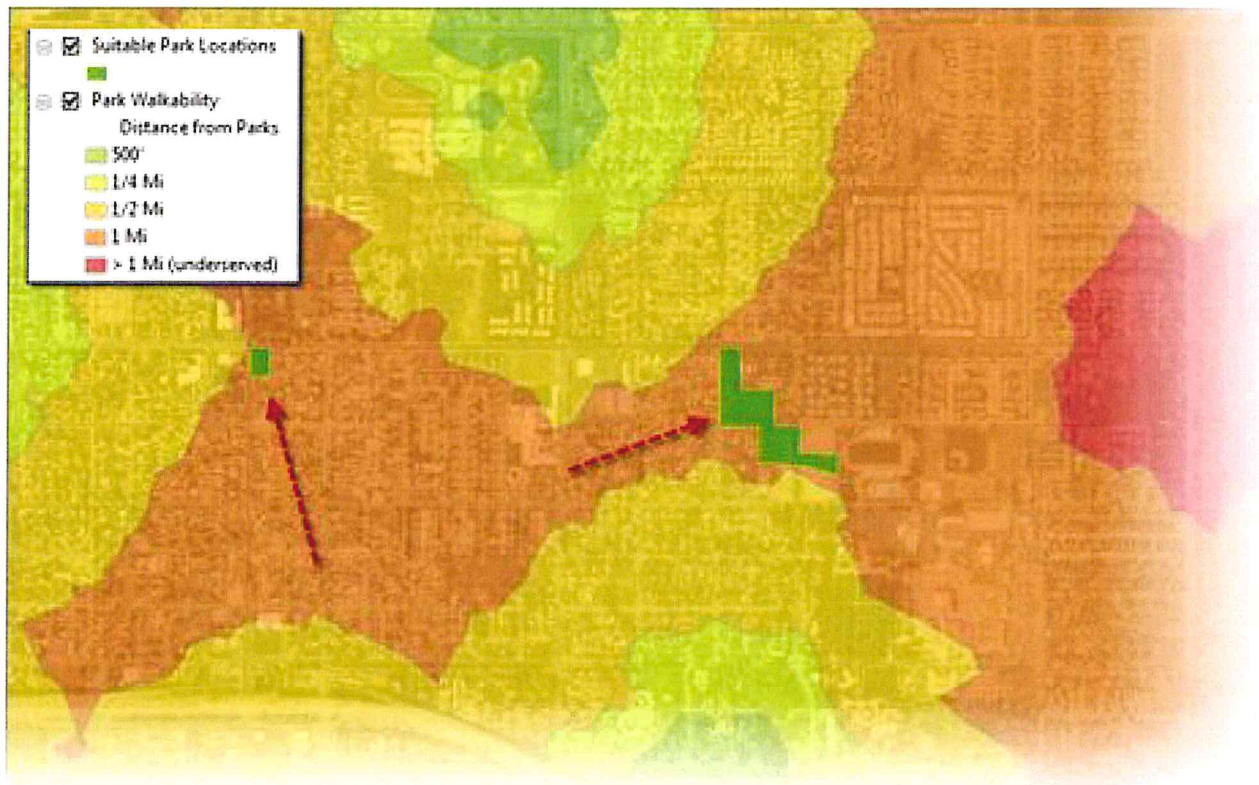 Suitable Park Locations
Park Walkability
Distance from Parks
500'
1/4 Mi
1/2 Mi
1 Mi
> 1 Mi (underserved)